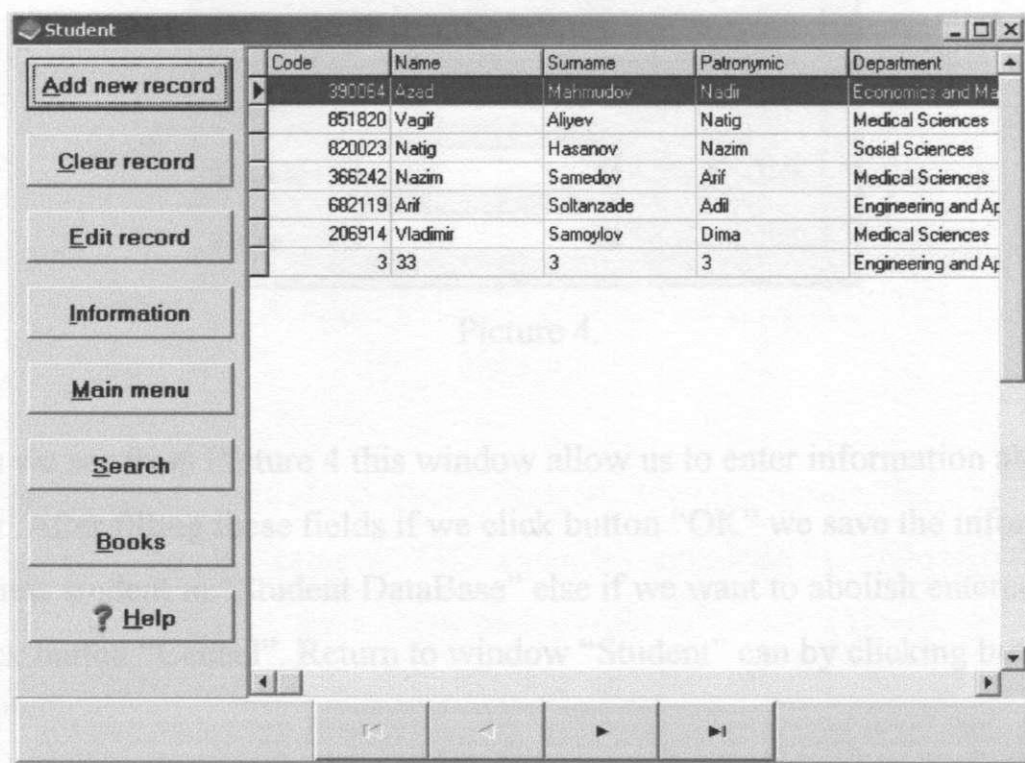 Student
Add new record
Clear record
Edit record
Information
Main menu
Search
Books
? Help
Code Name Surname Patronymic Department
390064 Azad Mahmudov Nadir Economics and Ma
851820 Vagif Aliyev Natig Medical Sciences
820023 Natig Hasanov Nazim Sosial Sciences
366242 Nazim Samedov Arif Medical Sciences
682119 Arif Soltanzade Adil Engineering and Ap
206914 Vladimir Samoylov Dima Medical Sciences
3 33 3 3 Engineering and Ap
Picture 4.
Picture 4 this window allow us to enter information
these fields if we click button "OK" we save the
"Student DataBase" else if we want to abolish
Return to window "Student" can by clicking